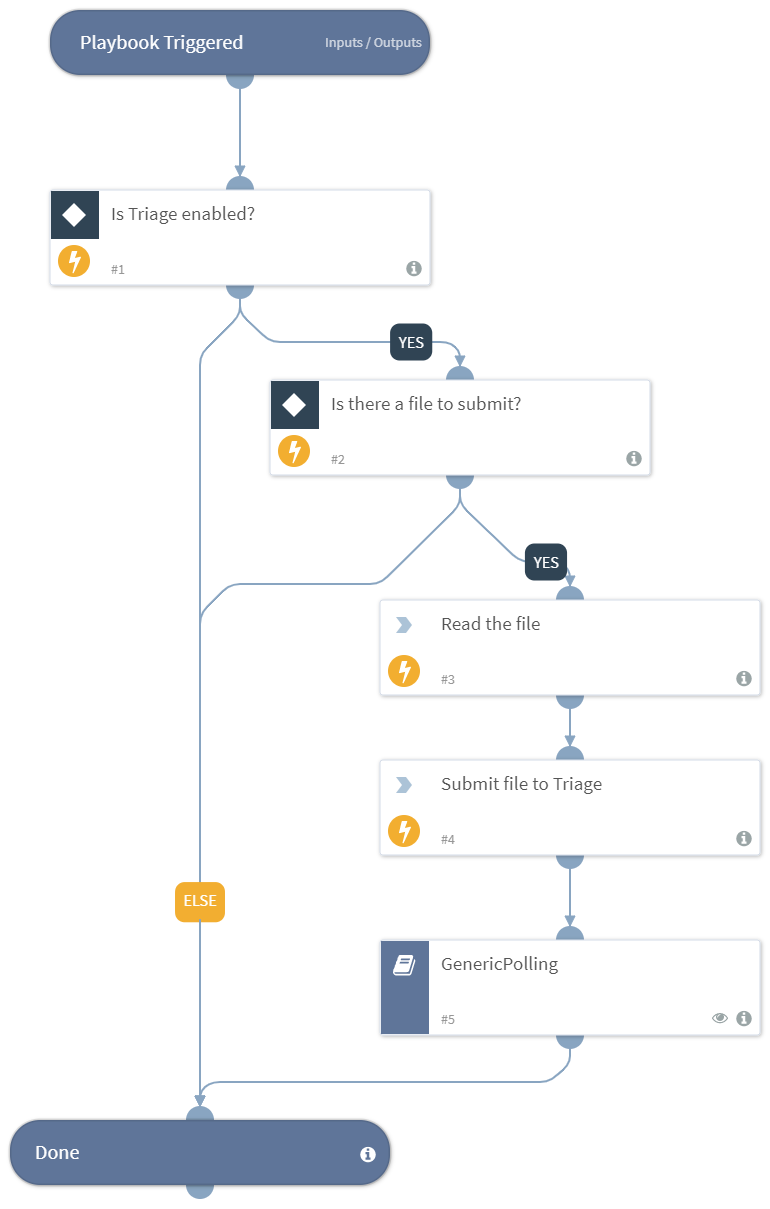 Playbook Triggered Inputs / Outputs
Is Triage enabled?
#1
YES
Is there a file to submit?
#2
YES
Read the file
#3
Submit file to Triage
#4
ELSE
GenericPolling
#5
Done